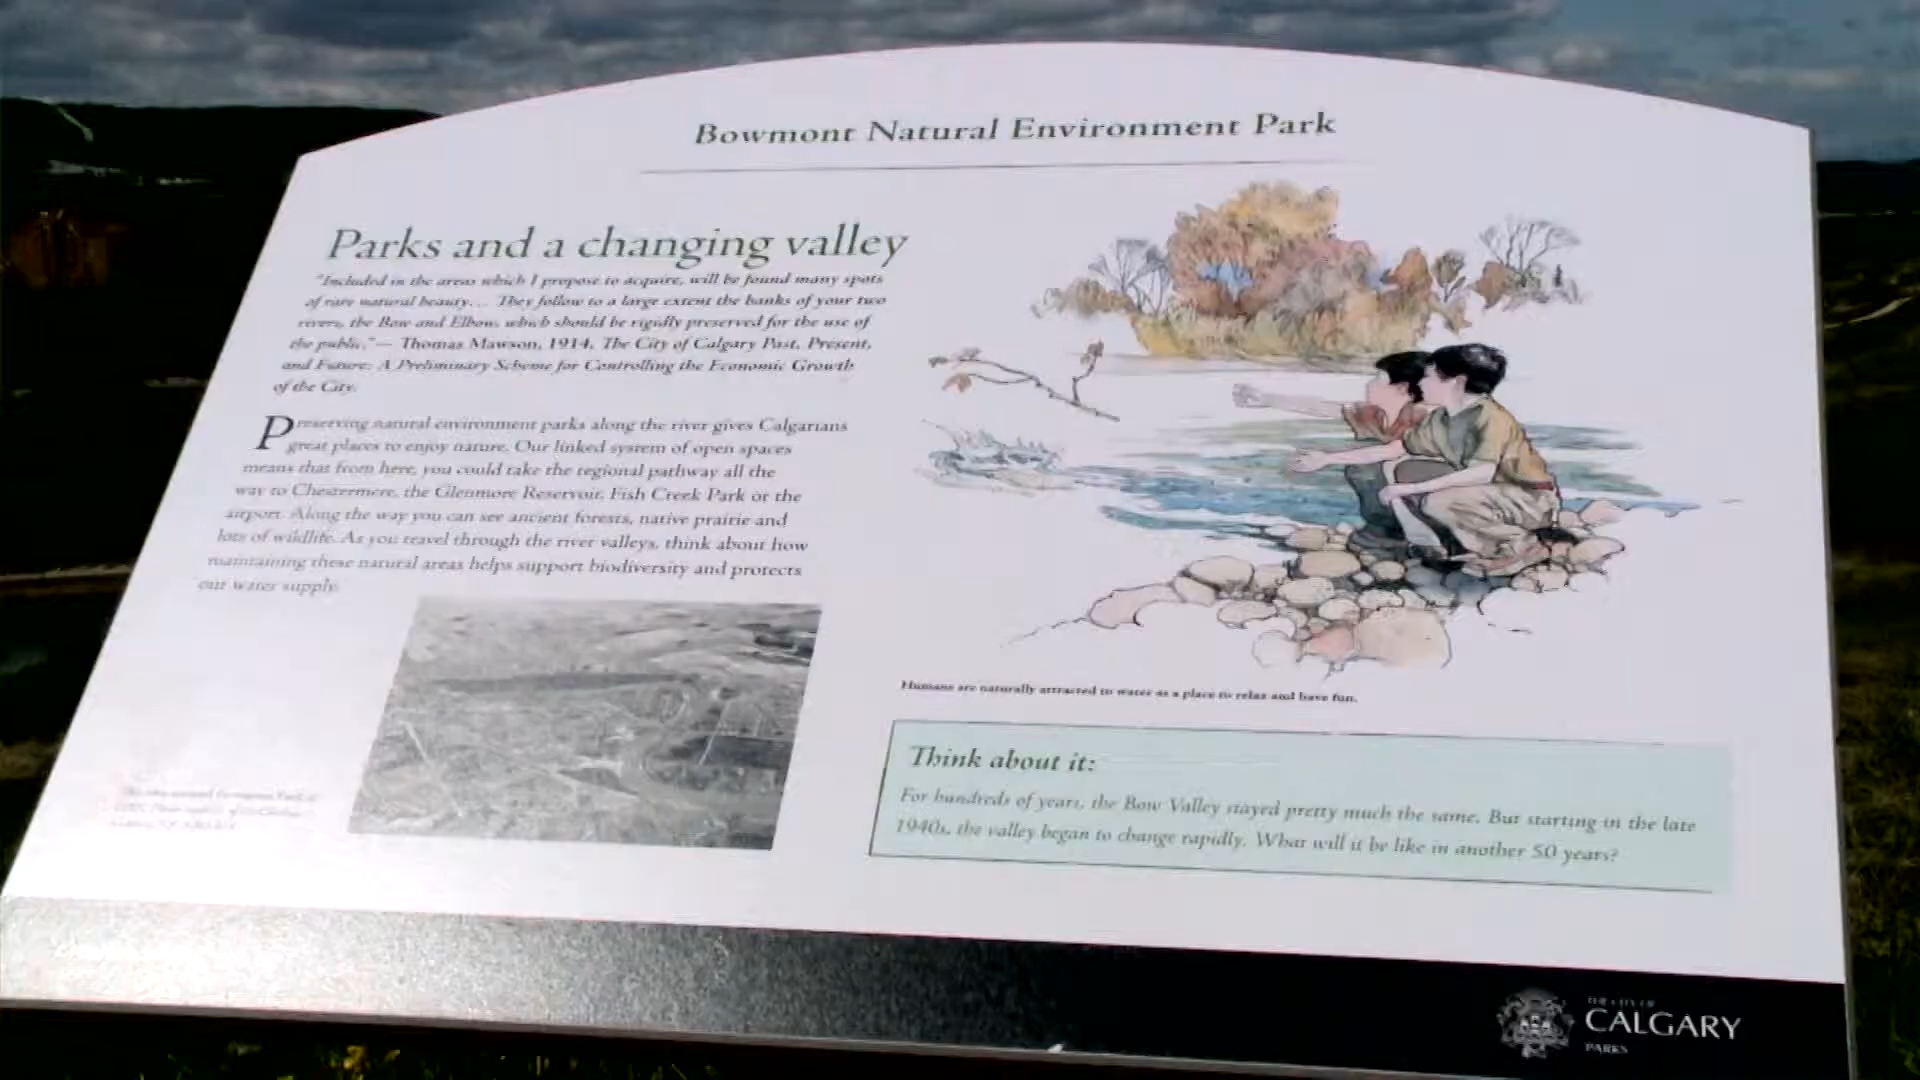 Bowmont Natural Environment Park
Parks and a changing valley
"Included in the areas which I propose to acquire, will be found many spots
of rare natural beauty... They follow to a large extent the banks of your two
rivers, the Bow and Elbow, which should be rigidly preserved for the use of
the public."— Thomas Mawson, 1914, The City of Calgary Past, Present,
and Future: A Preliminary Scheme for Controlling the Economic Growth
of the City.
Preserving natural environment parks along the river gives Calgarians
great places to enjoy nature. Our linked system of open spaces
means that from here, you could take the regional pathway all the
way to Chestermere, the Glenmore Reservoir, Fish Creek Park or the
airport. Along the way you can see ancient forests, native prairie and
lots of wildlife. As you travel through the river valleys, think about how
maintaining these natural areas helps support biodiversity and protects
our water supply.
Humans are naturally attracted to water as a place to relax and have fun.
Think about it:
For hundreds of years, the Bow Valley stayed pretty much the same. But starting in the late
1940s, the valley began to change rapidly. What will it be like in another 50 years?
THE CITY OF
CALGARY
PARKS